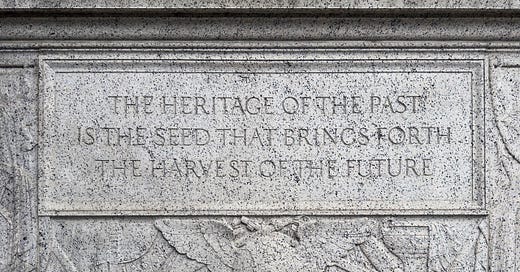 THE HERITAGE OF THE PAST
IS THE SEED THAT BRINGS FORTH
THE HARVEST OF THE FUTURE